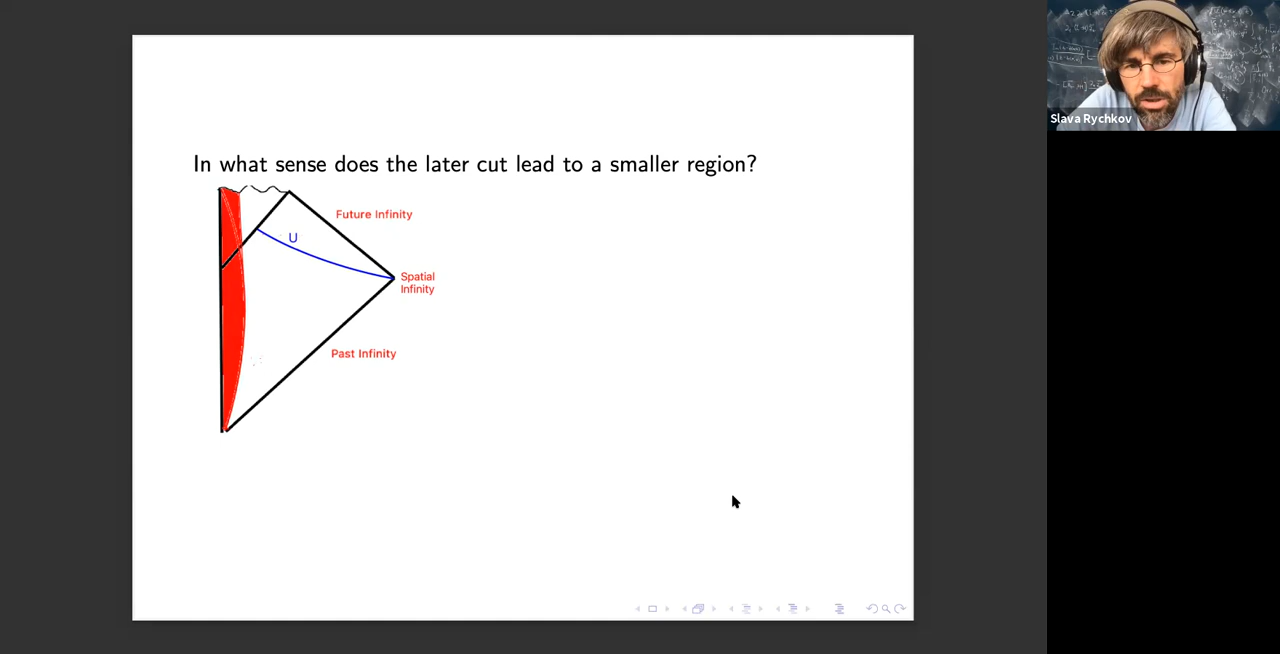 In what sense does the later cut lead to a smaller region?
Future Infinity
U
Spatial
Infinity
Past Infinity
Slava Rychkov